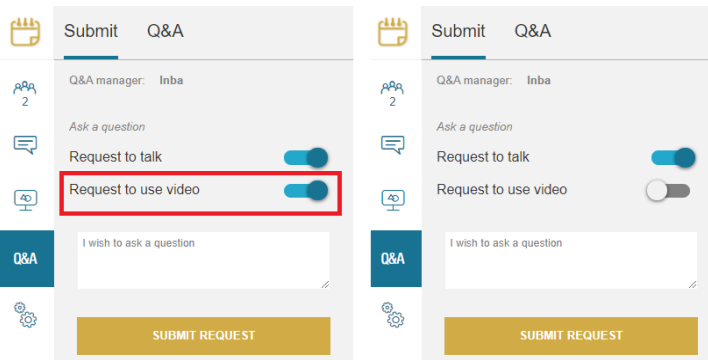 Submit Q&A
Q&A manager: Inba
2
Ask a question
Request to talk
Request to use video
I wish to ask a question
Q&A
SUBMIT REQUEST
Submit Q&A
Q&A manager: Inba
2
Ask a question
Request to talk
Request to use video
I wish to ask a question
Q&A
SUBMIT REQUEST